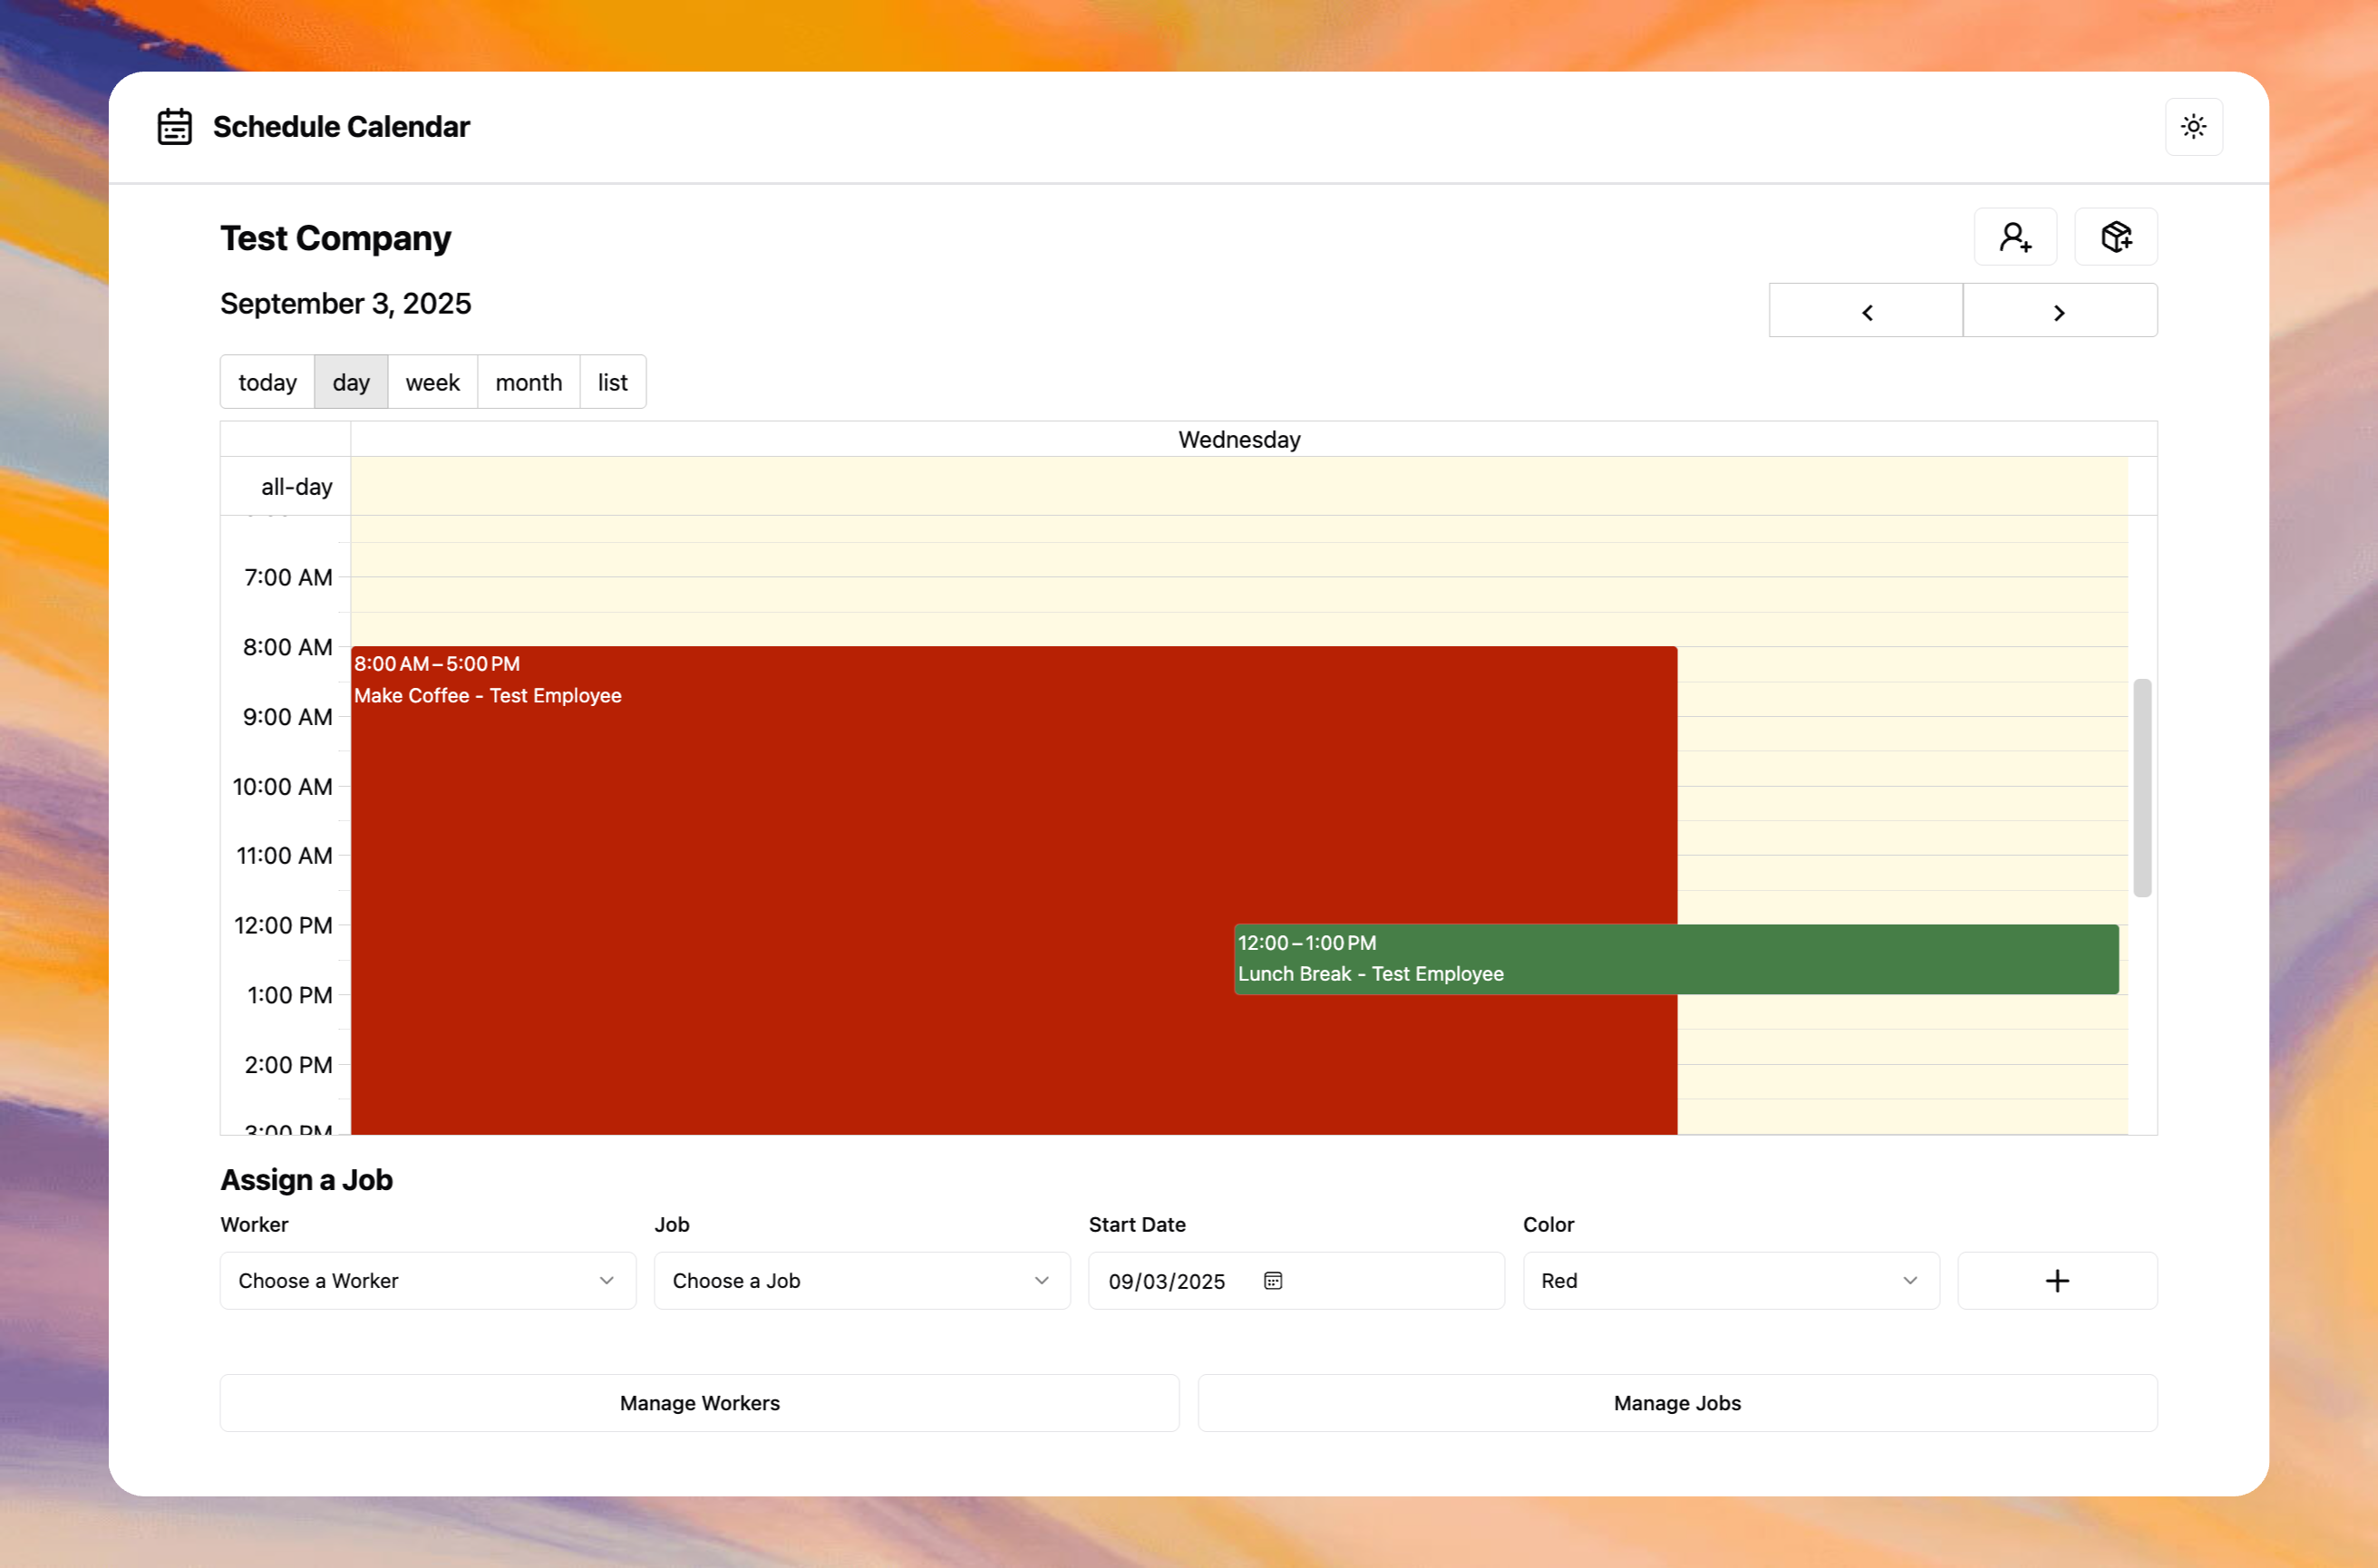 Schedule Calendar
Test Company
September 3, 2025
today day week month list
Wednesday
all-day
7:00 AM
8:00 AM
8:00 AM – 5:00 PM
Make Coffee - Test Employee
9:00 AM
10:00 AM
11:00 AM
12:00 PM
12:00 – 1:00 PM
Lunch Break - Test Employee
1:00 PM
2:00 PM
3:00 PM
Assign a Job
Worker Job Start Date Color
Choose a Worker Choose a Job 09/03/2025 Red
Manage Workers Manage Jobs